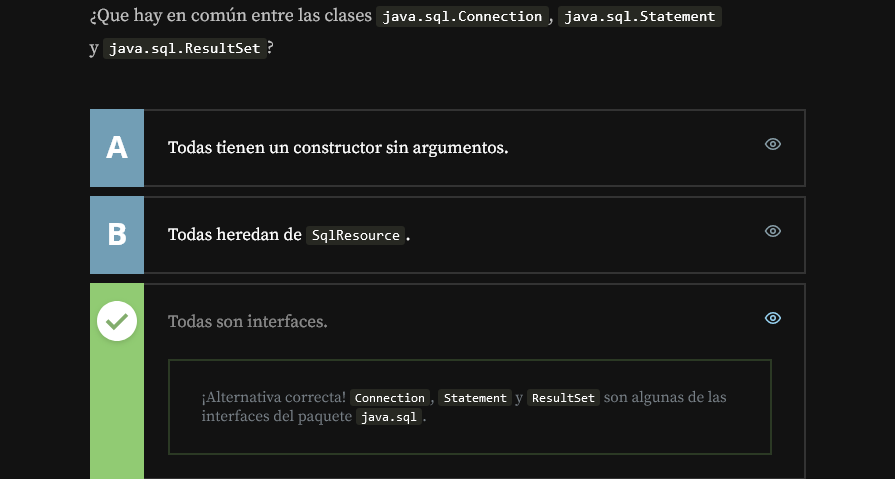 ¿Que hay en común entre las clases java.sql.Connection, java.sql.Statement
y java.sql.ResultSet?
A
Todas tienen un constructor sin argumentos.
B
Todas heredan de SqlResource.
Todas son interfaces.
¡Alternativa correcta! Connection, Statement y ResultSet son algunas de las
interfaces del paquete java.sql.